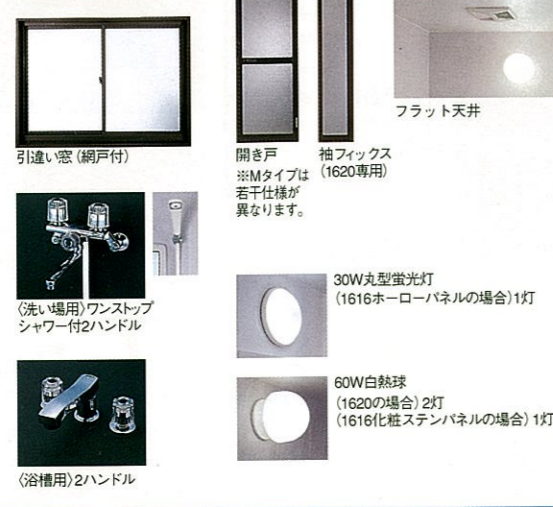 引違い窓(網戸付)
開き戸
※Mタイプは
若干仕様が
異なります。
袖フィックス
(1620専用)
フラット天井
〈洗い場用〉ワンストップ
シャワー付2ハンドル
30W丸型蛍光灯
(1616ホーローパネルの場合)1灯
60W白熱球
(1620の場合)2灯
(1616化粧ステンパネルの場合)1灯
〈浴槽用〉2ハンドル